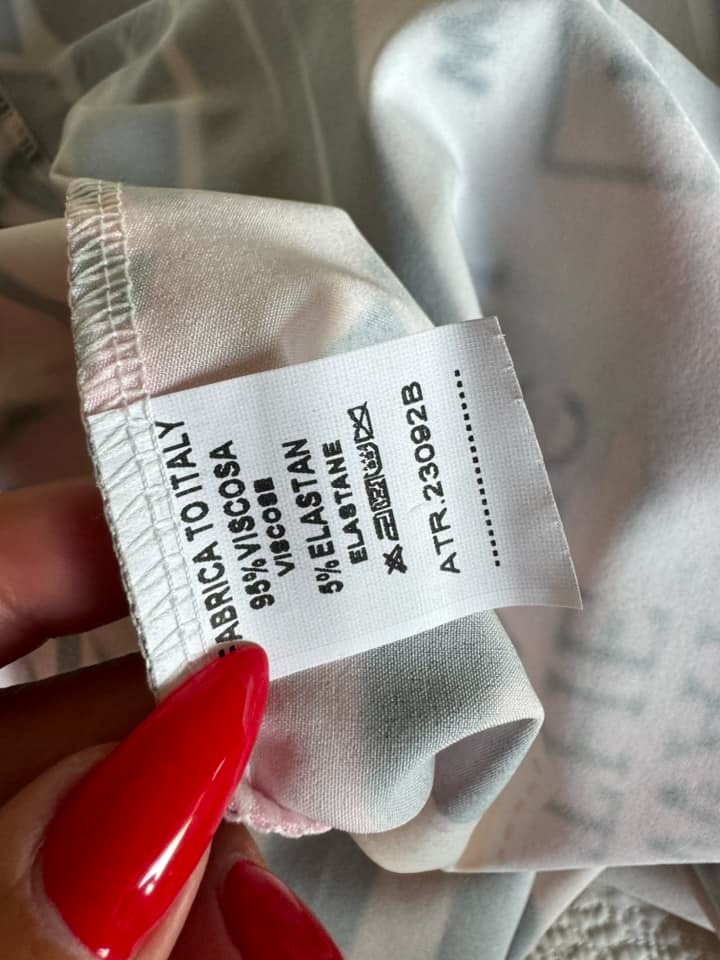 FABRICA TO ITALY
95% VISCOSA
VISCOSE
5% ELASTAN
ELASTANE
ATR.23092B